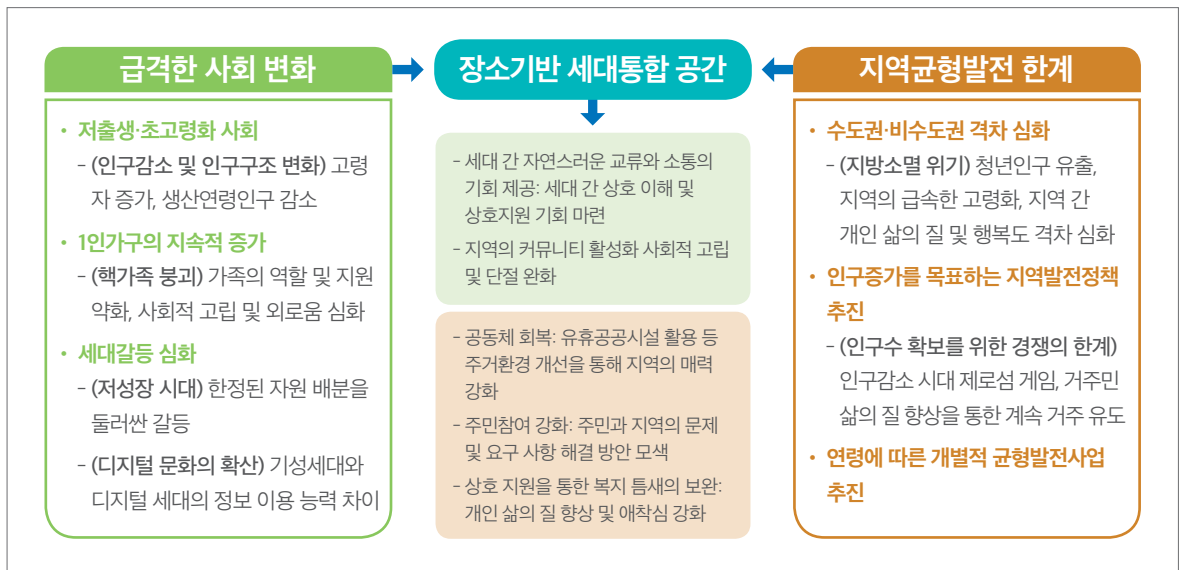 급격한 사회 변화
• 저출생·초고령화 사회
- (인구감소 및 인구구조 변화) 고령
자 증가, 생산연령인구 감소
• 1인가구의 지속적 증가
- (핵가족 붕괴) 가족의 역할 및 지원
약화, 사회적 고립 및 외로움 심화
• 세대갈등 심화
- (저성장 시대) 한정된 자원 배분을
둘러싼 갈등
- (디지털 문화의 확산) 기성세대와
디지털 세대의 정보 이용 능력 차이
장소기반 세대통합 공간
- 세대 간 자연스러운 교류와 소통의
기회 제공: 세대 간 상호 이해 및
상호지원 기회 마련
- 지역의 커뮤니티 활성화 사회적 고립
및 단절 완화
- 공동체 회복: 유휴공공시설 활용 등
주거환경 개선을 통해 지역의 매력
강화
- 주민참여 강화: 주민과 지역의 문제
및 요구 사항 해결 방안 모색
- 상호 지원을 통한 복지 틈새의 보완:
개인 삶의 질 향상 및 애착심 강화
지역균형발전 한계
• 수도권·비수도권 격차 심화
- (지방소멸 위기) 청년인구 유출,
지역의 급속한 고령화, 지역 간
개인 삶의 질 및 행복도 격차 심화
• 인구증가를 목표하는 지역발전정책
추진
- (인구수 확보를 위한 경쟁의 한계)
인구감소 시대 제로섬 게임, 거주민
삶의 질 향상을 통한 계속 거주 유도
• 연령에 따른 개별적 균형발전사업
추진